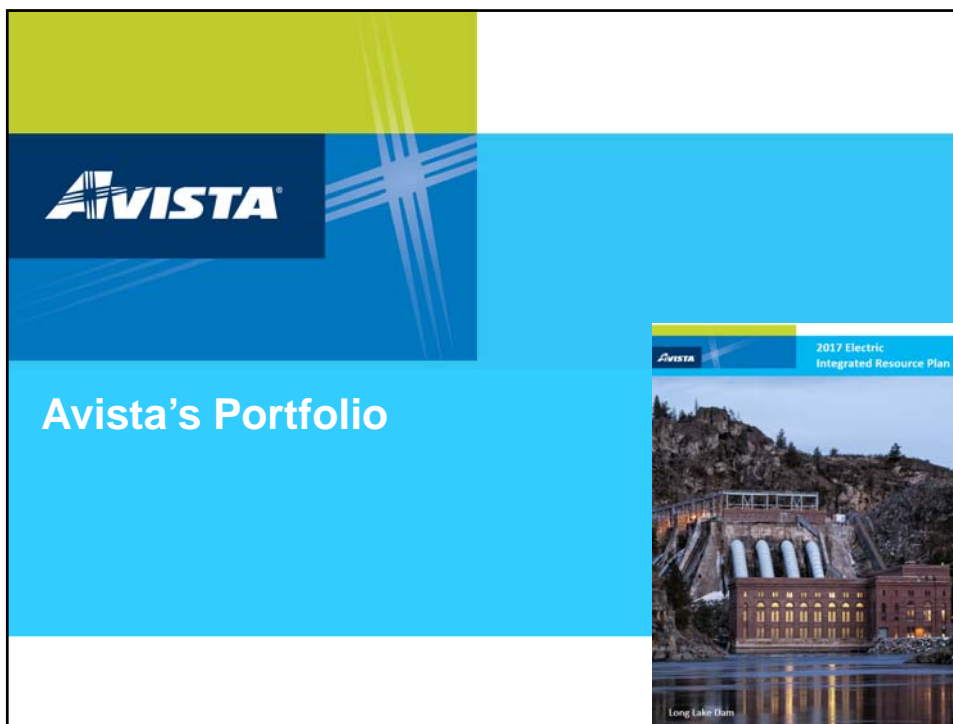 AVISTA®
Avista's Portfolio
AVISTA
2017 Electric
Integrated Resource Plan
Long Lake Dam